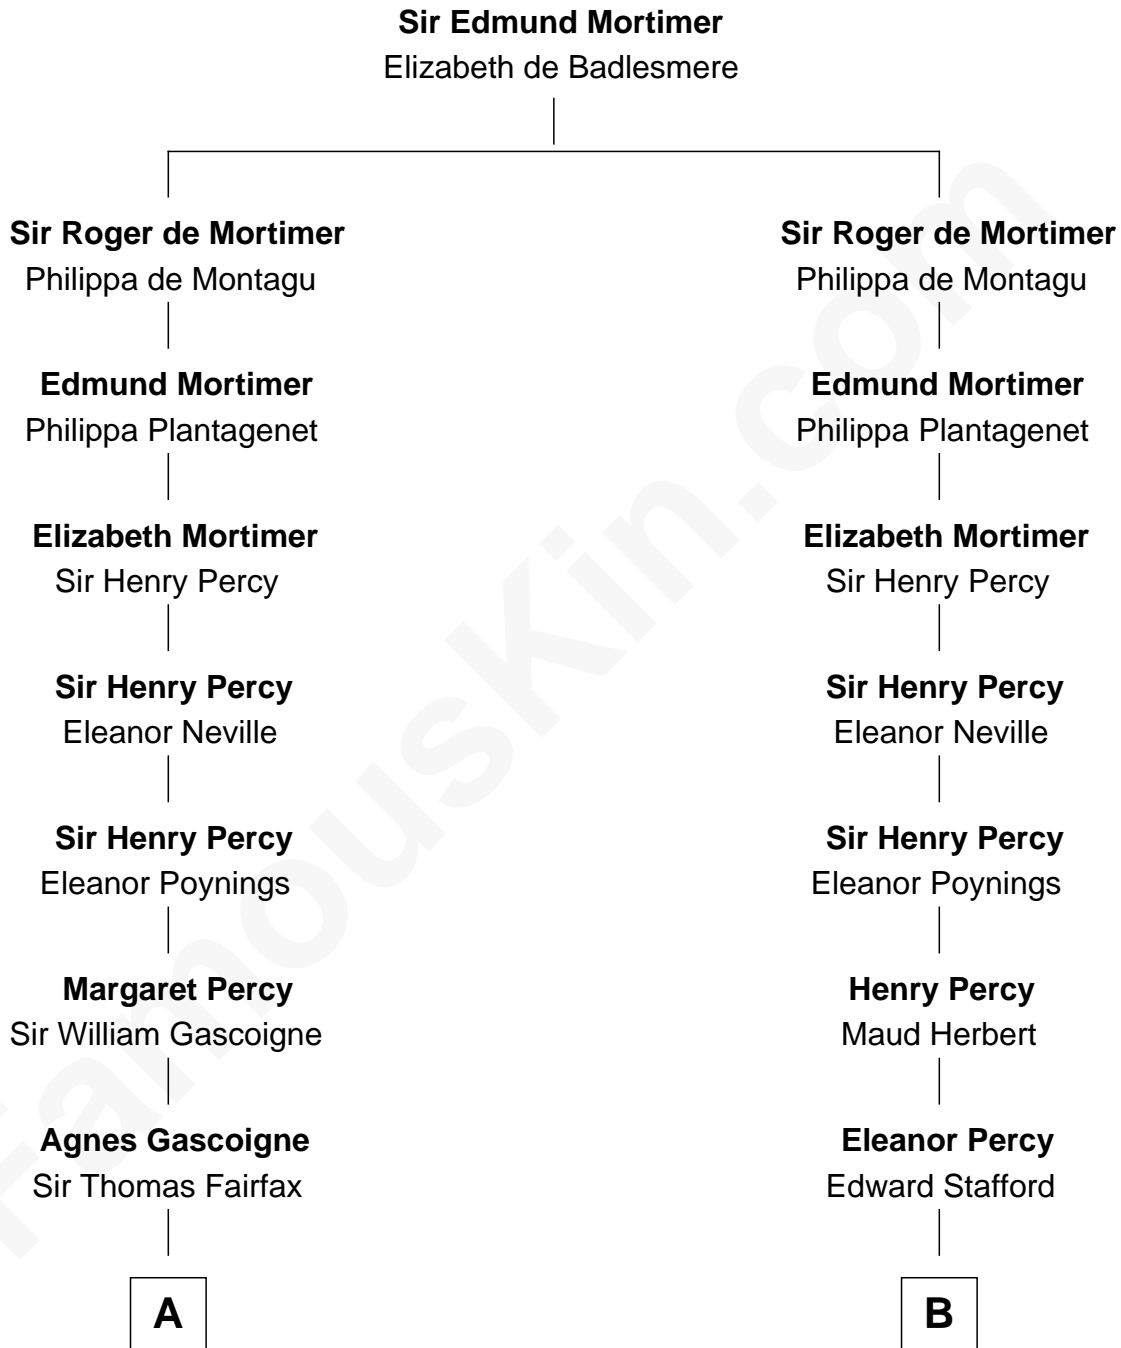 Sir Edmund Mortimer
Elizabeth de Badlesmere
Sir Roger de Mortimer
Philippa de Montagu
Sir Roger de Mortimer
Philippa de Montagu
Edmund Mortimer
Philippa Plantagenet
Edmund Mortimer
Philippa Plantagenet
Elizabeth Mortimer
Sir Henry Percy
Elizabeth Mortimer
Sir Henry Percy
Sir Henry Percy
Eleanor Neville
Sir Henry Percy
Eleanor Neville
Sir Henry Percy
Eleanor Poynings
Sir Henry Percy
Eleanor Poynings
Margaret Percy
Sir William Gascoigne
Henry Percy
Maud Herbert
Agnes Gascoigne
Sir Thomas Fairfax
Eleanor Percy
Edward Stafford
A
B
FamousKin.com